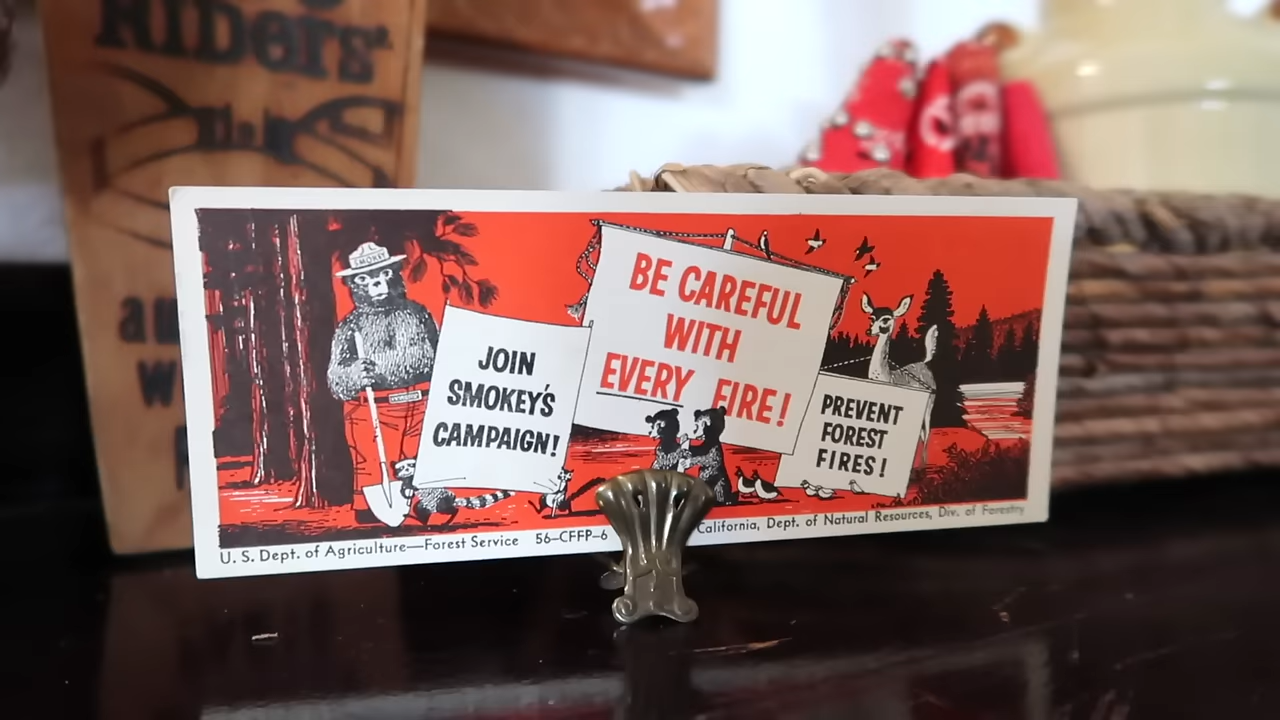 RIDERS'
SMOKEY
JOIN
SMOKEY'S
CAMPAIGN!
BE CAREFUL
WITH
EVERY FIRE!
PREVENT
FOREST
FIRES!
U. S. Dept. of Agriculture—Forest Service 56–CFFP–6
California, Dept. of Natural Resources, Div. of Forestry